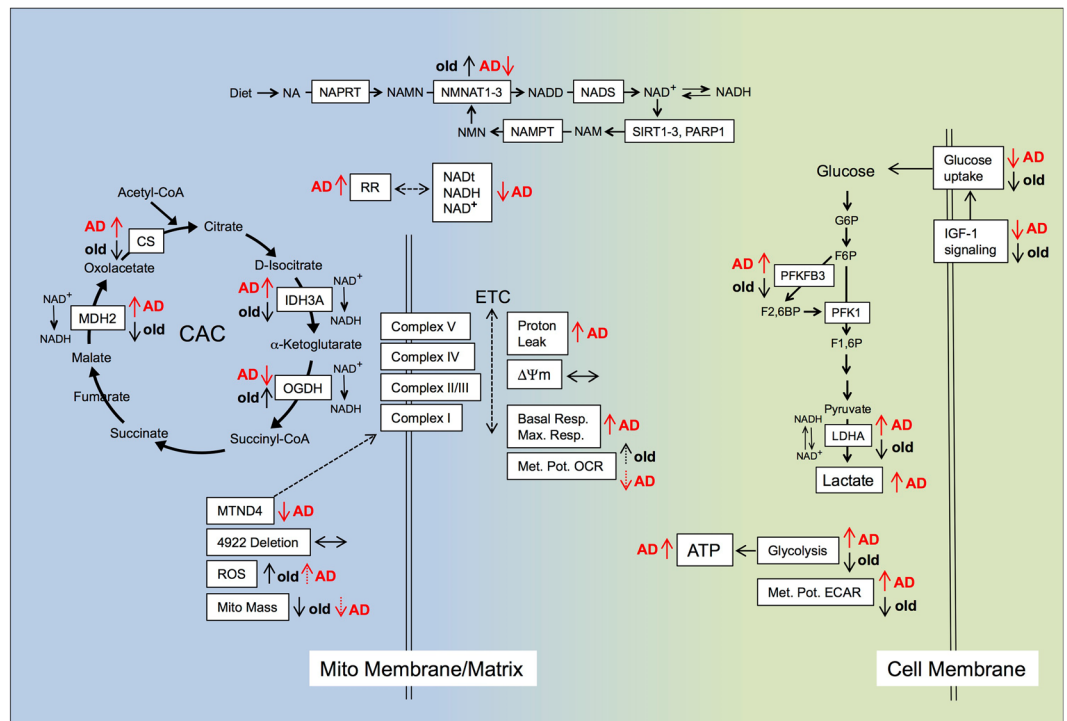 old AD
Diet NA NAPRT NAMN NMNAT1-3 NADD NADS NAD+ NADH
NMN NAMPT NAM SIRT1-3, PARP1
AD RR
NADt
NADH
NAD+
AD
Acetyl-CoA
Citrate
AD
old
CS
Oxolacetate
D-Isocitrate
AD
old
IDH3A
NAD+
NADH
NAD+
NADH
MDH2
AD
old
CAC
α-Ketoglutarate
Malate
AD
old
OGDH
NAD+
NADH
Fumarate
Succinate
Succinyl-CoA
ETC
Complex V
Complex IV
Complex II/III
Complex I
Proton
Leak
AD
ΔΨm
Basal Resp.
Max. Resp.
AD
Met. Pot. OCR
old
AD
MTND4
AD
4922 Deletion
ROS
old AD
Mito Mass
old AD
Glucose
Glucose
uptake
AD
old
IGF-1
signaling
AD
old
G6P
F6P
AD
old
PFKFB3
F2,6BP
PFK1
F1,6P
Pyruvate
NADH
NAD+
LDHA
AD
old
Lactate
AD
AD
ATP
Glycolysis
AD
old
Met. Pot. ECAR
AD
old
Mito Membrane/Matrix
Cell Membrane